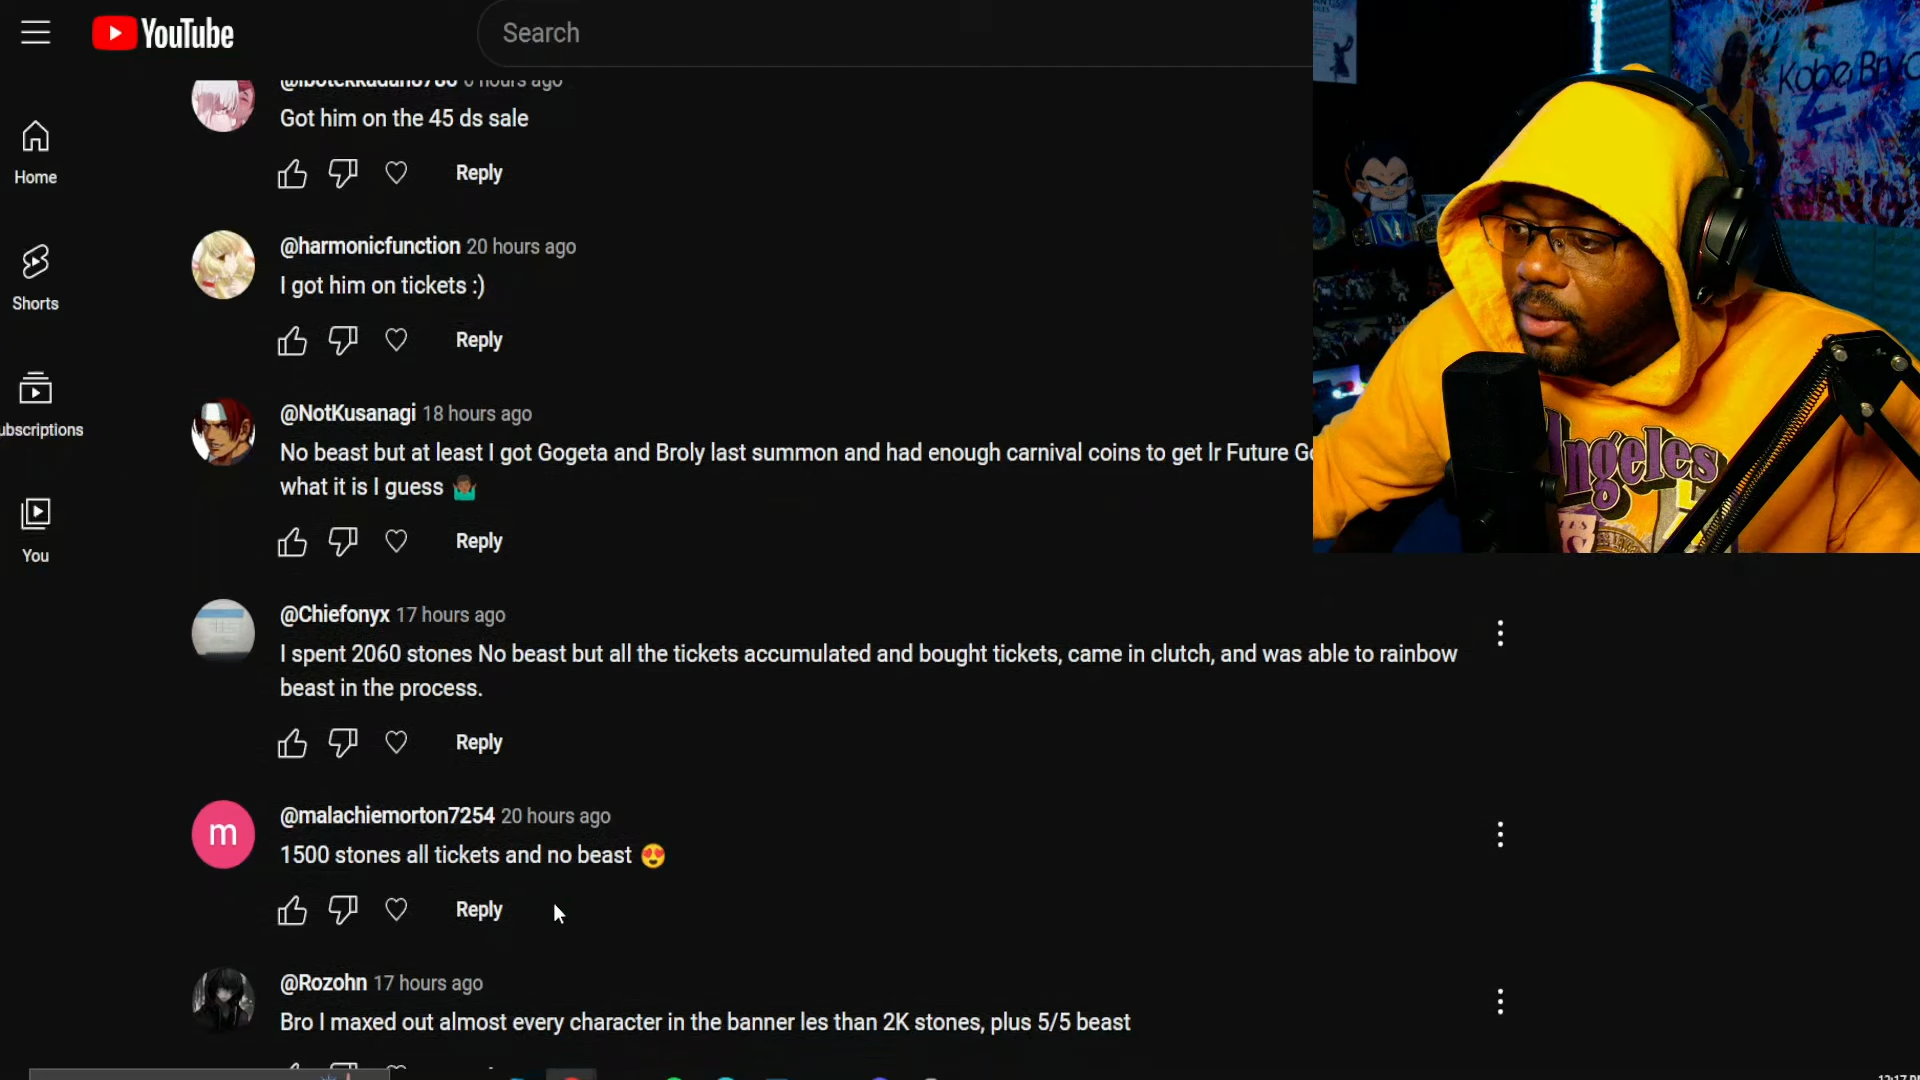 YouTube
Search
6 hours ago
Got him on the 45 ds sale
Reply
Home
@harmonicfunction 20 hours ago
I got him on tickets :)
Shorts
Reply
@NotKusanagi 18 hours ago
ubscriptions
No beast but at least I got Gogeta and Broly last summon and had enough carnival coins to get lr Future Go
what it is I guess 🤷🏾‍♂️
Reply
You
@Chiefonyx 17 hours ago
I spent 2060 stones No beast but all the tickets accumulated and bought tickets, came in clutch, and was able to rainbow
beast in the process.
Reply
m
@malachiemorton7254 20 hours ago
1500 stones all tickets and no beast 😍
Reply
@Rozohn 17 hours ago
Bro I maxed out almost every character in the banner les than 2K stones, plus 5/5 beast
Kobe Bry
Angeles